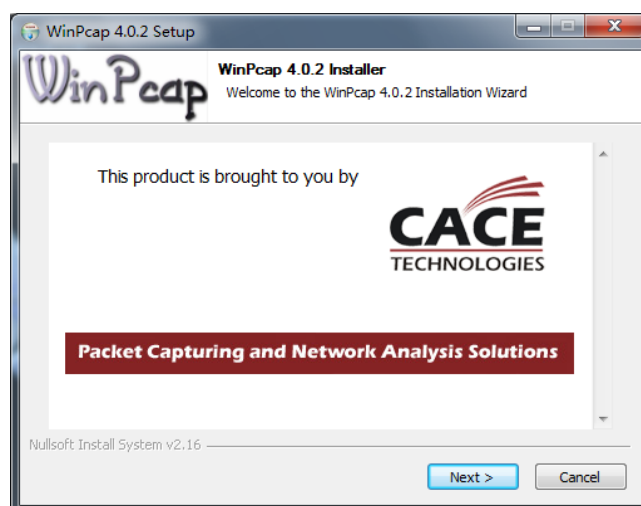 WinPcap 4.0.2 Setup
WinPcap
WinPcap 4.0.2 Installer
Welcome to the WinPcap 4.0.2 Installation Wizard
This product is brought to you by
CACE
TECHNOLOGIES
Packet Capturing and Network Analysis Solutions
Nullsoft Install System v2.16
Next >
Cancel